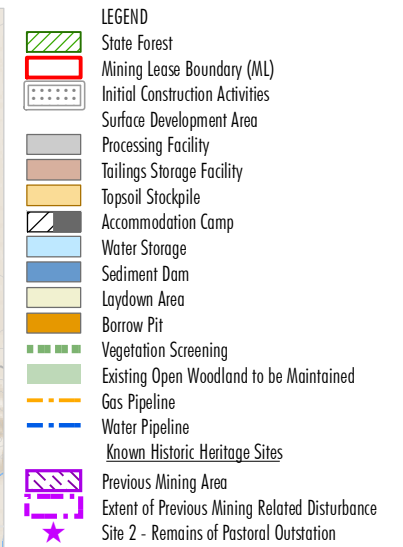 LEGEND
State Forest
Mining Lease Boundary (ML)
Initial Construction Activities
Surface Development Area
Processing Facility
Tailings Storage Facility
Topsoil Stockpile
Accommodation Camp
Water Storage
Sediment Dam
Laydown Area
Borrow Pit
Vegetation Screening
Existing Open Woodland to be Maintained
Gas Pipeline
Water Pipeline
Known Historic Heritage Sites
Previous Mining Area
Extent of Previous Mining Related Disturbance
Site 2 - Remains of Pastoral Outstation